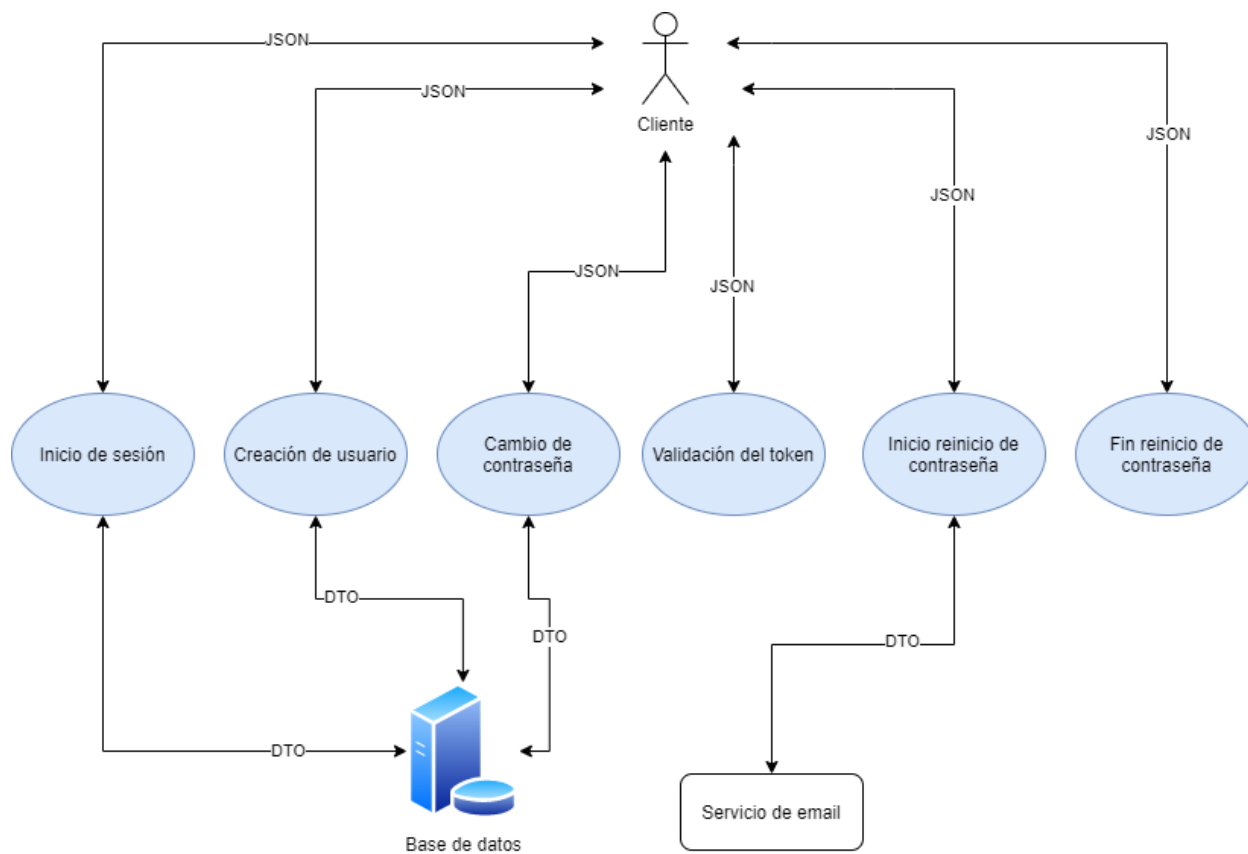 JSON
JSON
Cliente
JSON
JSON
JSON
JSON
Inicio de sesión
Creación de usuario
Cambio de
contraseña
Validación del token
Inicio reinicio de
contraseña
Fin reinicio de
contraseña
DTO
DTO
DTO
DTO
Servicio de email
Base de datos